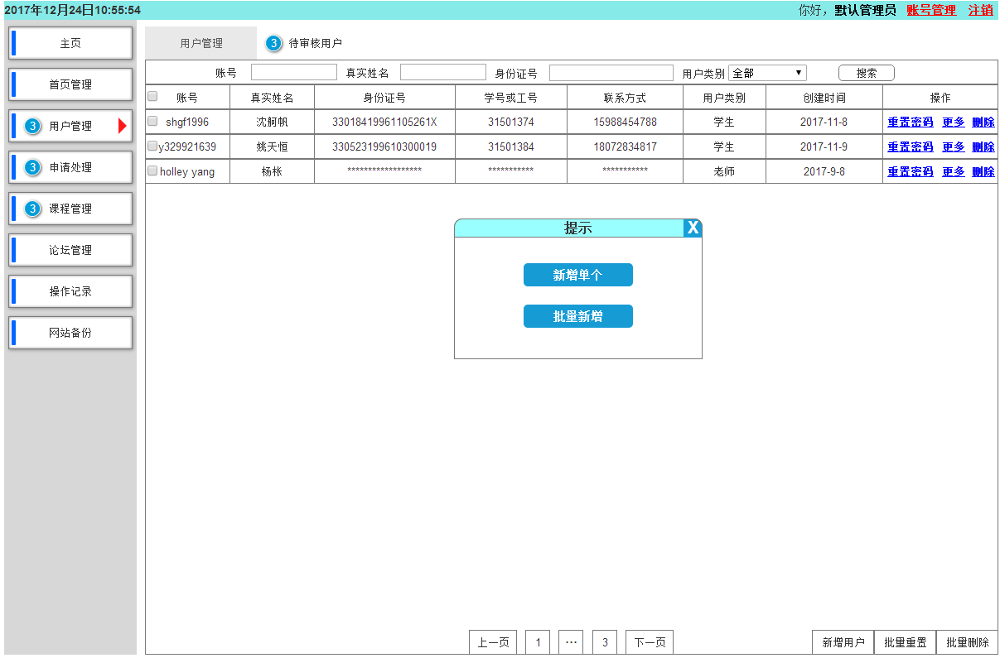 2017年12月24日10:55:54 你好，默认管理员 账号管理 注销
主页
首页管理
3 用户管理
3 申请处理
3 课程管理
论坛管理
操作记录
网站备份
用户管理 3 待审核用户
账号 真实姓名 身份证号 用户类别 全部 搜索
账号 真实姓名 身份证号 学号或工号 联系方式 用户类别 创建时间 操作
shgf1996 沈舸帆 33018419961105261X 31501374 15988454788 学生 2017-11-8 重置密码 更多 删除
y329921639 姚天恒 330523199610300019 31501384 18072834817 学生 2017-11-9 重置密码 更多 删除
holley yang 杨枨 ****************** *********** *********** 老师 2017-9-8 重置密码 更多 删除
提示 X
新增单个
批量新增
上一页 1 ··· 3 下一页 新增用户 批量重置 批量删除